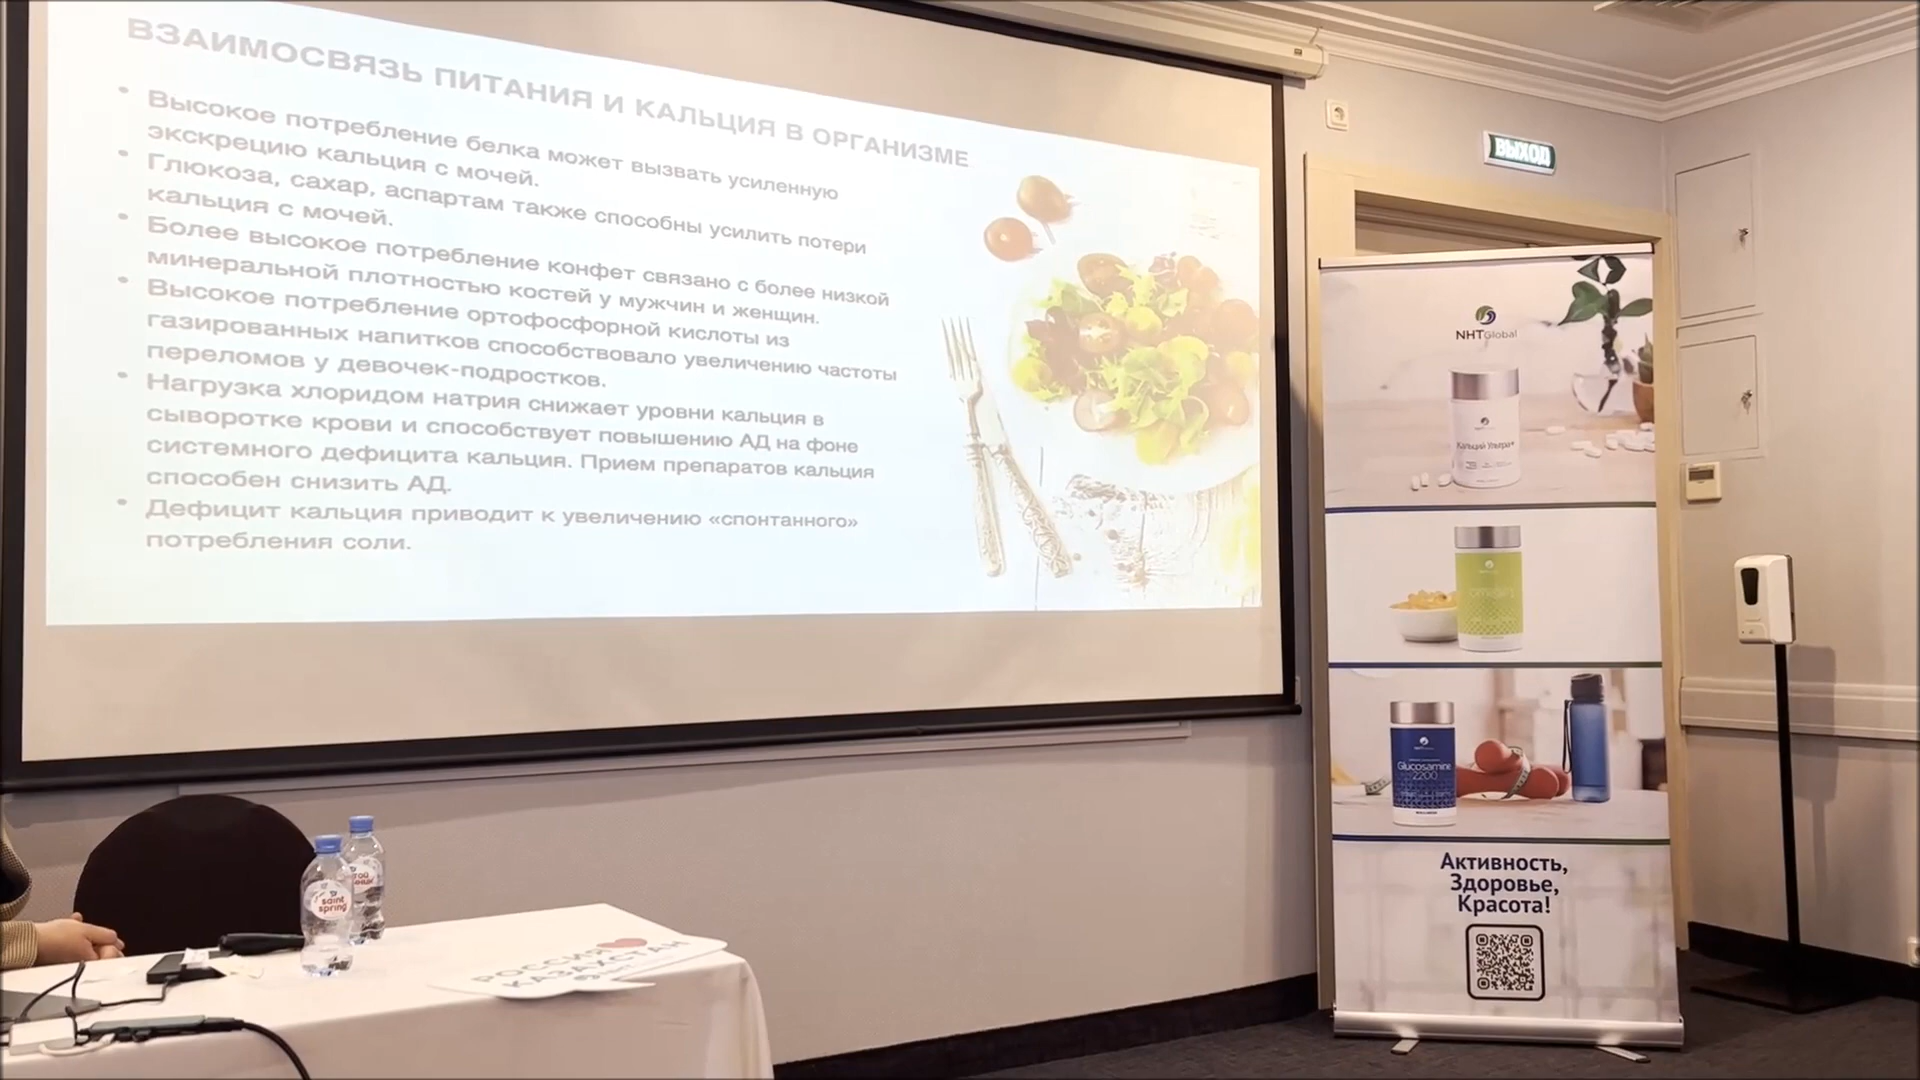 ВЗАИМОСВЯЗЬ ПИТАНИЯ И КАЛЬЦИЯ В ОРГАНИЗМЕ
• Высокое потребление белка может вызвать усиленную
экскрецию кальция с мочей.
• Глюкоза, сахар, аспартам также способны усилить потери
кальция с мочей.
• Более высокое потребление конфет связано с более низкой
минеральной плотностью костей у мужчин и женщин.
• Высокое потребление ортофосфорной кислоты из
газированных напитков способствовало увеличению частоты
переломов у девочек-подростков.
• Нагрузка хлоридом натрия снижает уровни кальция в
сыворотке крови и способствует повышению АД на фоне
системного дефицита кальция. Прием препаратов кальция
способен снизить АД.
• Дефицит кальция приводит к увеличению «спонтанного»
потребления соли.
ВЫХОД
NHT Global
Кальций Ультра+
Glucosamine
2200
Активность,
Здоровье,
Красота!
saint
spring
РОССИЯ
КАЗАХСТАН